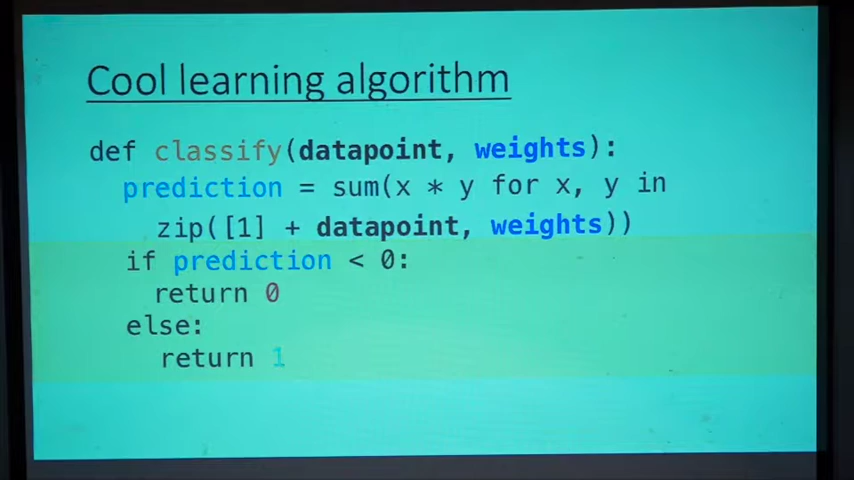 Cool learning algorithm
def classify(datapoint, weights):
prediction = sum(x * y for x, y in
zip([1] + datapoint, weights))
if prediction < 0:
return 0
else:
return 1